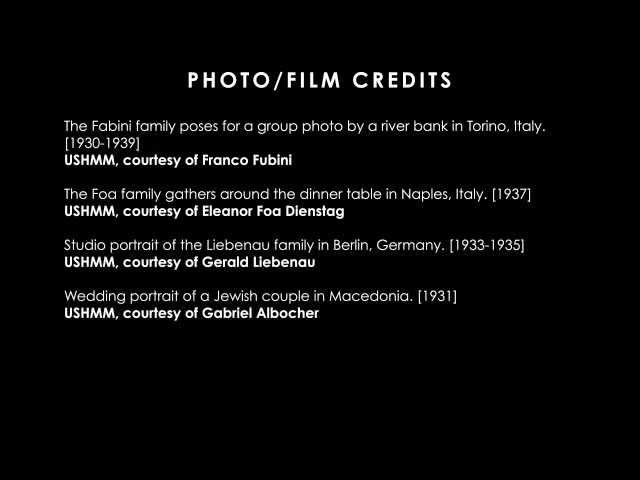 PHOTO/FILM CREDITS
The Fabini family poses for a group photo by a river bank in Torino, Italy.
[1930-1939]
USHMM, courtesy of Franco Fubini
The Foa family gathers around the dinner table in Naples, Italy. [1937]
USHMM, courtesy of Eleanor Foa Dienstag
Studio portrait of the Liebenau family in Berlin, Germany. [1933-1935]
USHMM, courtesy of Gerald Liebenau
Wedding portrait of a Jewish couple in Macedonia. [1931]
USHMM, courtesy of Gabriel Albocher